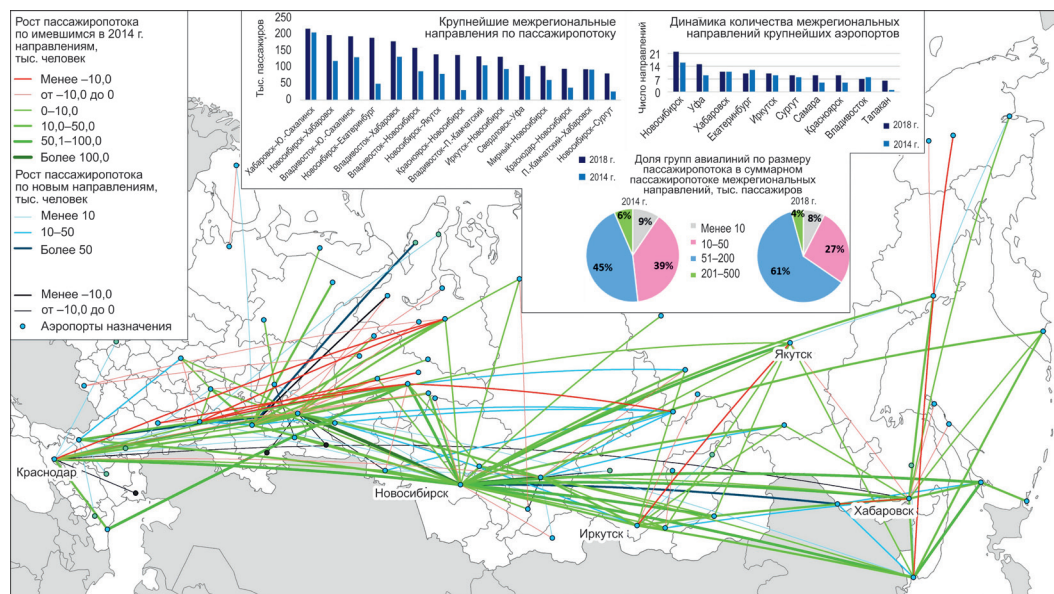 Рост пассажиропотока
по имевшимся в 2014 г.
направлениям,
тыс. человек
Менее –10,0
от –10,0 до 0
0–10,0
10,0–50,0
50,1–100,0
Более 100,0
Рост пассажиропотока
по новым направлениям,
тыс. человек
Менее 10
10–50
Более 50
Менее –10,0
от –10,0 до 0
Аэропорты назначения
Крупнейшие межрегиональные
направления по пассажиропотоку
Тыс. пассажиров
250
200
150
100
50
0
Хабаровск-Ю.-Сахалинск
Новосибирск-Хабаровск
Владивосток-Ю.-Сахалинск
Новосибирск-Екатеринбург
Владивосток-Хабаровск
Владивосток-Новосибирск
Новосибирск-Якутск
Красноярск-Новосибирск
Владивосток-П.-Камчатский
Иркутск-Новосибирск
Свердловск-Уфа
Мирный-Новосибирск
Краснодар-Новосибирск
П.-Камчатский-Хабаровск
Новосибирск-Сургут
2018 г.
2014 г.
Динамика количества межрегиональных
направлений крупнейших аэропортов
Число направлений
21
14
7
0
Новосибирск
Уфа
Хабаровск
Екатеринбург
Иркутск
Сургут
Самара
Красноярск
Владивосток
Талакан
2018 г.
2014 г.
Доля групп авиалиний по размеру
пассажиропотока в суммарном
пассажиропотоке межрегиональных
направлений, тыс. пассажиров
2014 г.
6%
9%
45%
39%
Менее 10
10–50
51–200
201–500
2018 г.
4%
8%
27%
61%
Якутск
Краснодар
Новосибирск
Иркутск
Хабаровск